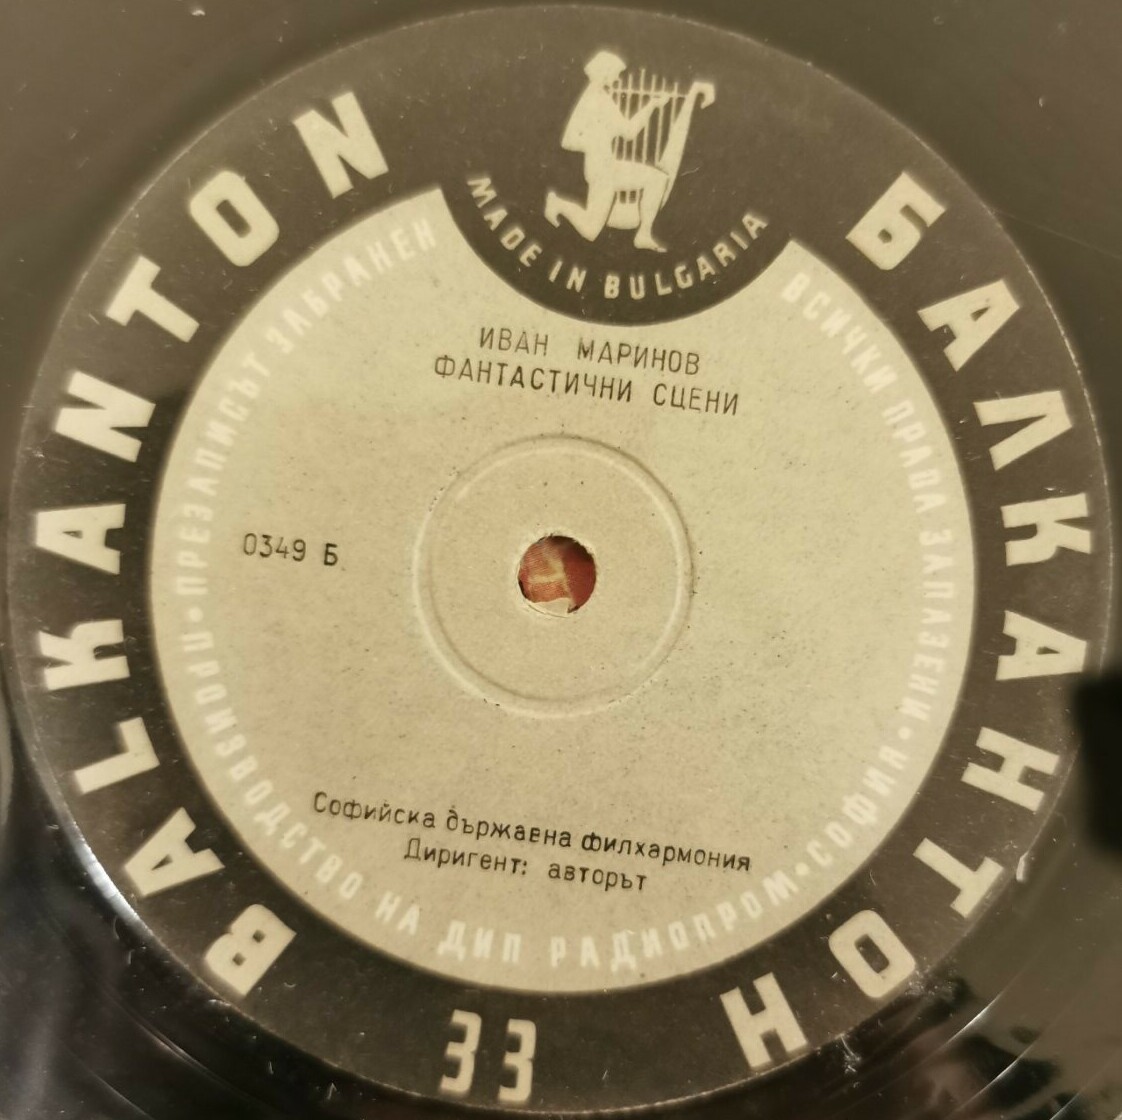 BALKANTON
БАЛКАНТОН
MADE IN BULGARIA
ИВАН МАРИНОВ
ФАНТАСТИЧНИ СЦЕНИ
0349 Б
Софийска държавна филхармония
Диригент: авторът
ПРОИЗВОДСТВО НА ДИП РАДИОПРОМ • СОФИЯ • ВСИЧКИ ПРАВА ЗАПАЗЕНИ • ПРЕЗАПИСЪТ ЗАБРАНЕН
33